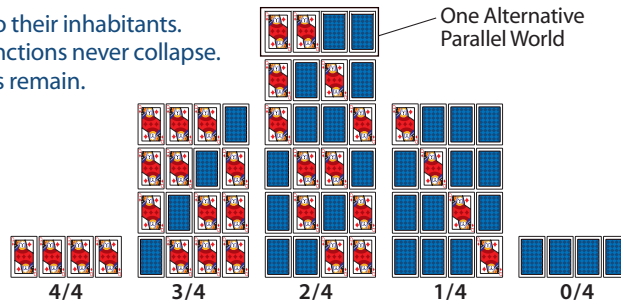 o their inhabitants.
nctions never collapse.
s remain.
One Alternative
Parallel World
4/4
3/4
2/4
1/4
0/4